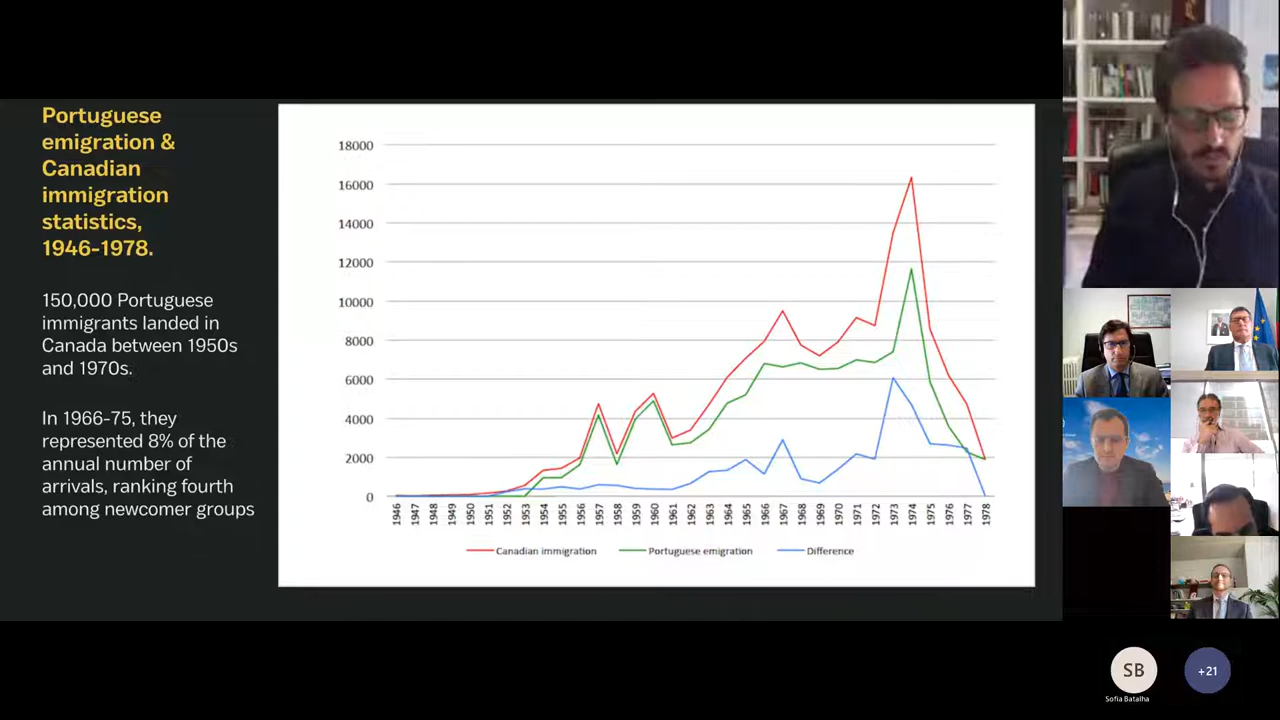 Portuguese
emigration &
Canadian
immigration
statistics,
1946-1978.
150,000 Portuguese
immigrants landed in
Canada between 1950s
and 1970s.
In 1966-75, they
represented 8% of the
annual number of
arrivals, ranking fourth
among newcomer groups
18000
16000
14000
12000
10000
8000
6000
4000
2000
0
1946 1947 1948 1949 1950 1951 1952 1953 1954 1955 1956 1957 1958 1959 1960 1961 1962 1963 1964 1965 1966 1967 1968 1969 1970 1971 1972 1973 1974 1975 1976 1977 1978
Canadian immigration Portuguese emigration Difference
SB
Sofia Batalha
+21